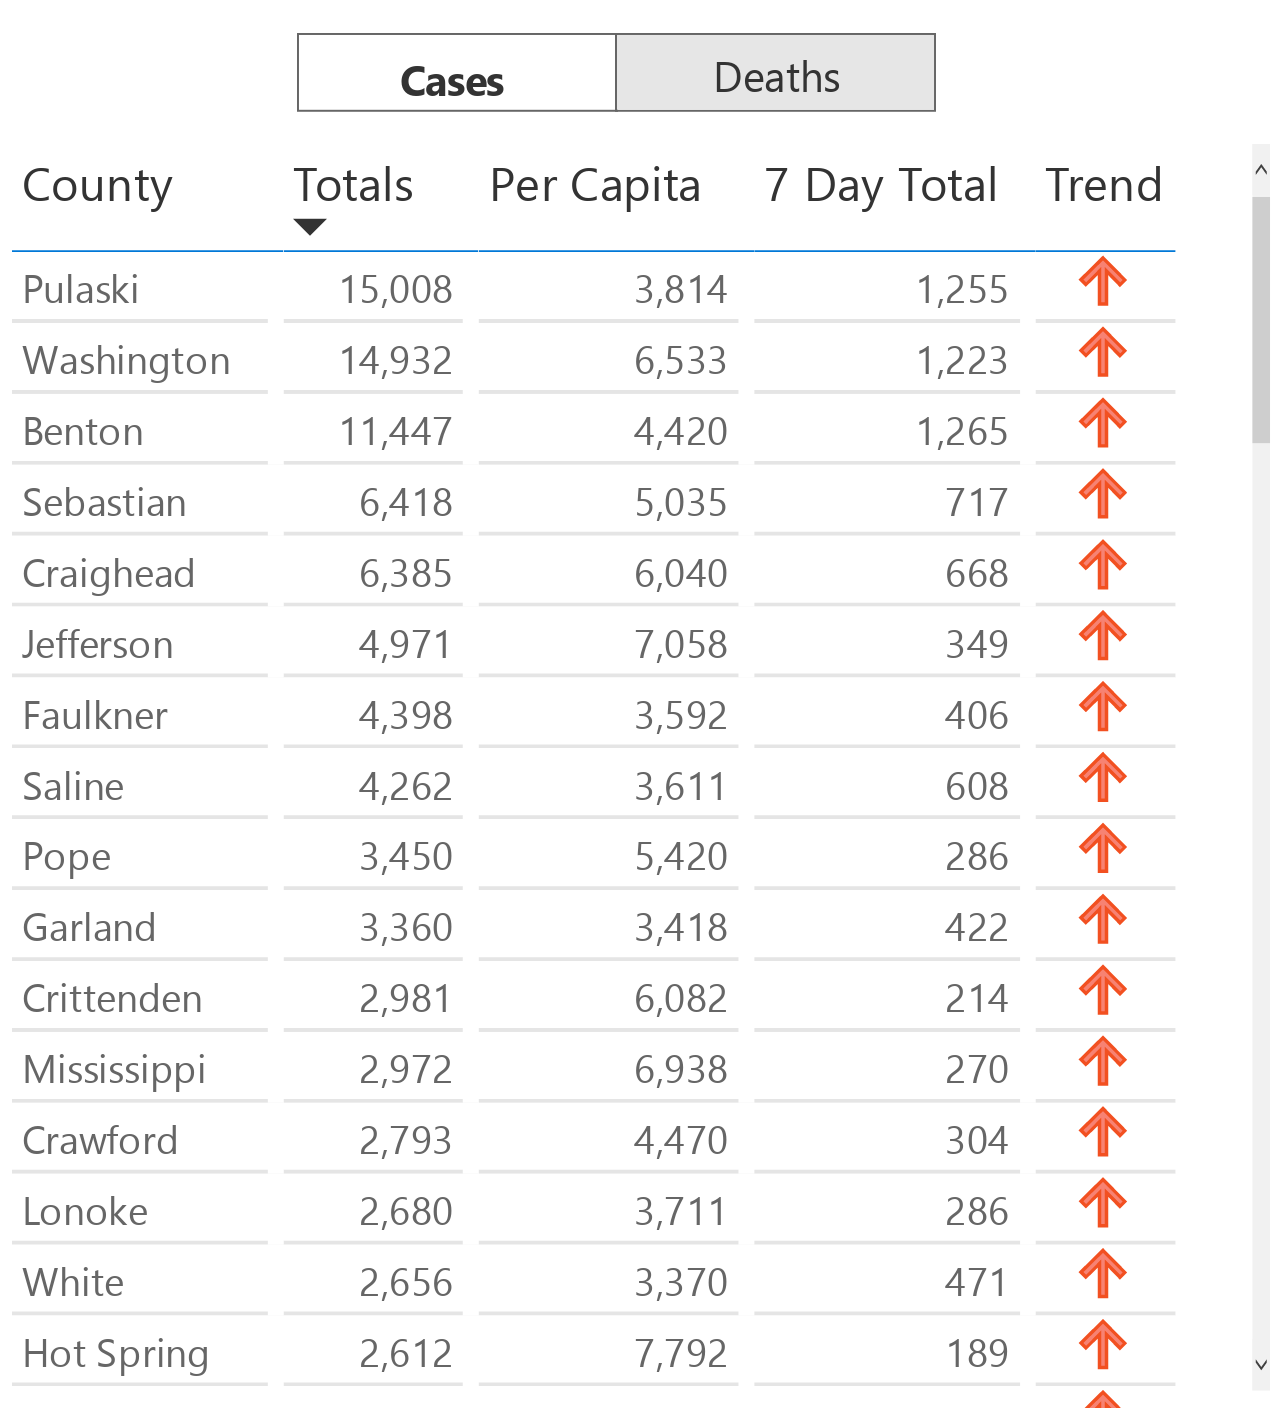 Cases Deaths
County Totals Per Capita 7 Day Total Trend
Pulaski 15,008 3,814 1,255
Washington 14,932 6,533 1,223
Benton 11,447 4,420 1,265
Sebastian 6,418 5,035 717
Craighead 6,385 6,040 668
Jefferson 4,971 7,058 349
Faulkner 4,398 3,592 406
Saline 4,262 3,611 608
Pope 3,450 5,420 286
Garland 3,360 3,418 422
Crittenden 2,981 6,082 214
Mississippi 2,972 6,938 270
Crawford 2,793 4,470 304
Lonoke 2,680 3,711 286
White 2,656 3,370 471
Hot Spring 2,612 7,792 189